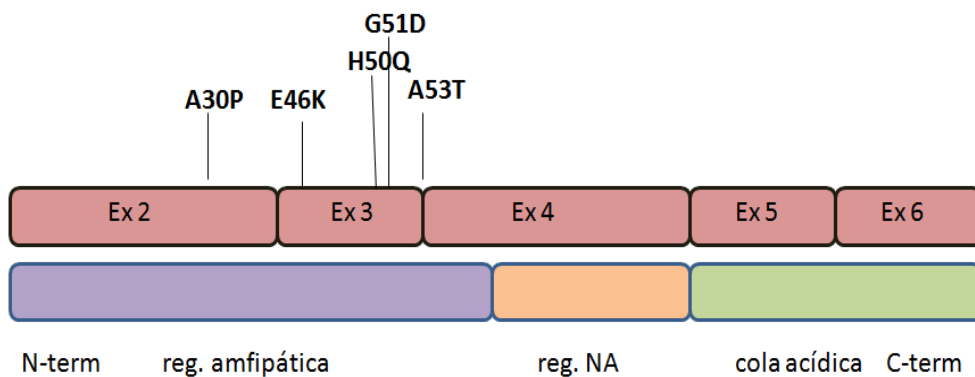 G51D
H50Q
A30P E46K A53T
Ex 2 Ex 3 Ex 4 Ex 5 Ex 6
N-term reg. amfipática reg. NA cola acídica C-term